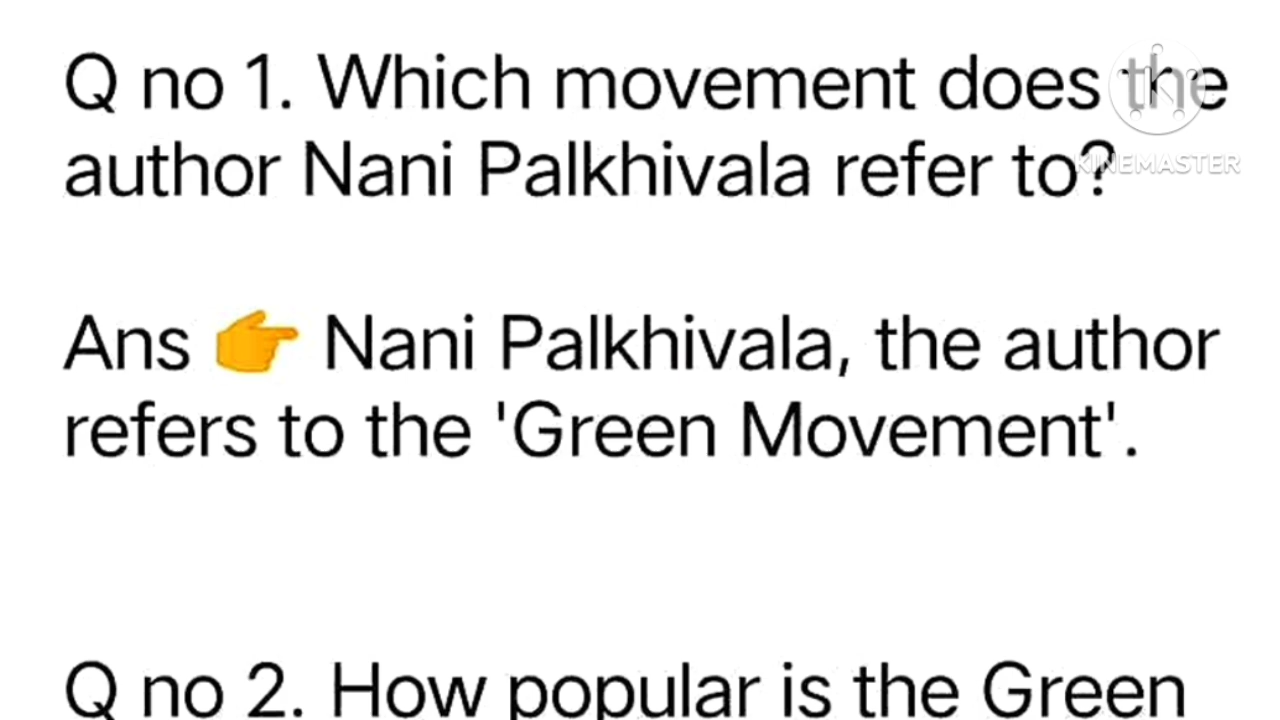 Q no 1. Which movement does the
author Nani Palkhivala refer to?
KINEMASTER
Ans 👉 Nani Palkhivala, the author
refers to the 'Green Movement'.
Q no 2. How popular is the Green